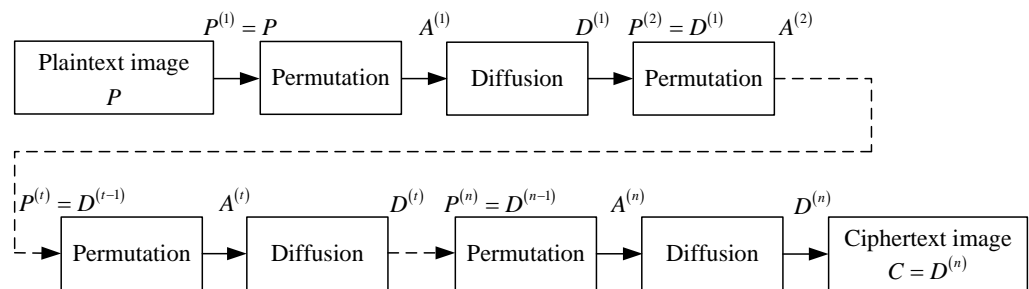 P^{(1)} = P
A^{(1)}
D^{(1)}
P^{(2)} = D^{(1)}
A^{(2)}
Plaintext image
P
Permutation
Diffusion
Permutation
P^{(t)} = D^{(t-1)}
A^{(t)}
D^{(t)}
P^{(n)} = D^{(n-1)}
A^{(n)}
D^{(n)}
Permutation
Diffusion
Permutation
Diffusion
Ciphertext image
C = D^{(n)}